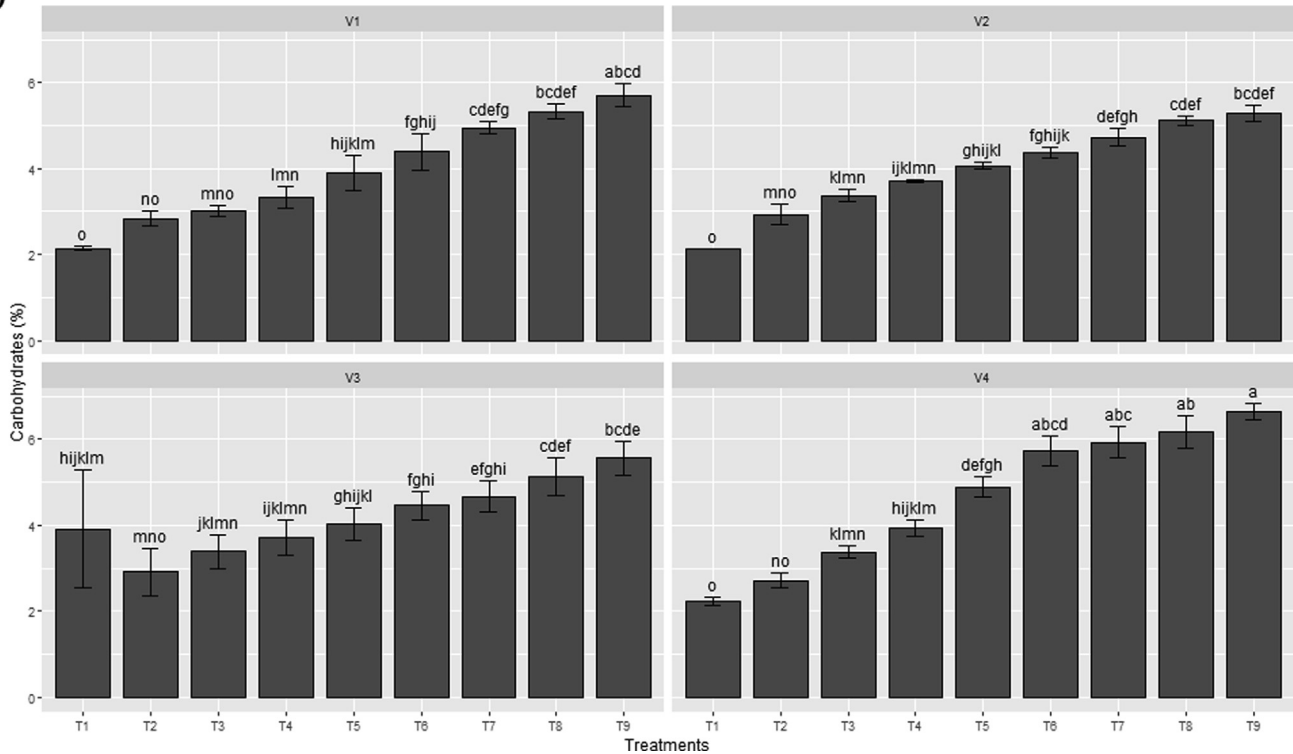 V1
V2
6
4
2
0
o
no
mno
lmn
hijklm
fghij
cdefg
bcdef
abcd
o
mno
klmn
ijklmn
ghijkl
fghijk
defgh
cdef
bcdef
Carbohydrates (%)
V3
V4
6
4
2
0
hijklm
mno
jklmn
ijklmn
ghijkl
fghi
efghi
cdef
bcde
o
no
klmn
hijklm
defgh
abcd
abc
ab
a
T1 T2 T3 T4 T5 T6 T7 T8 T9
T1 T2 T3 T4 T5 T6 T7 T8 T9
Treatments